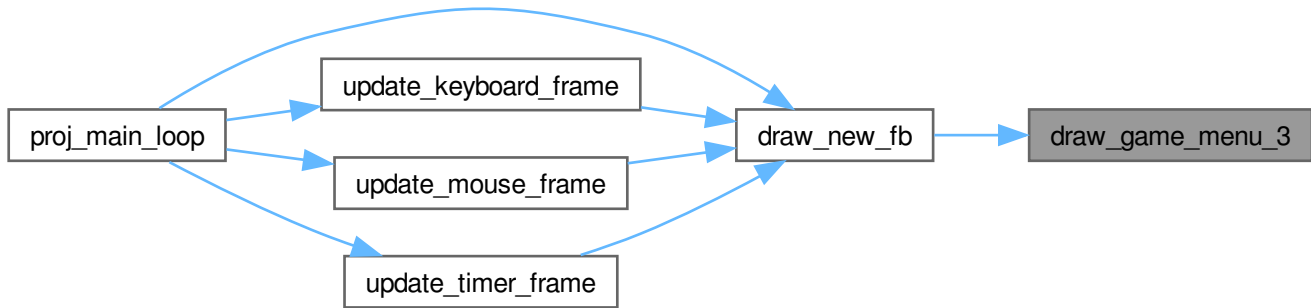 proj_main_loop
update_keyboard_frame
update_mouse_frame
update_timer_frame
draw_new_fb
draw_game_menu_3